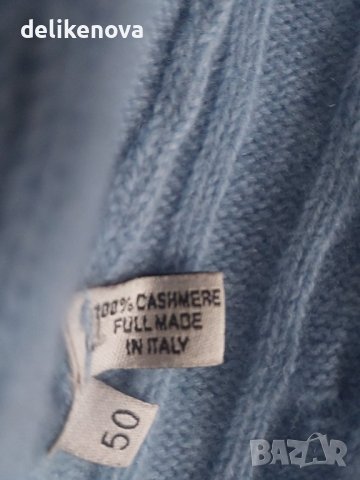 delikenova
100% CASHMERE
FULL MADE
IN ITALY
50
BAZAR